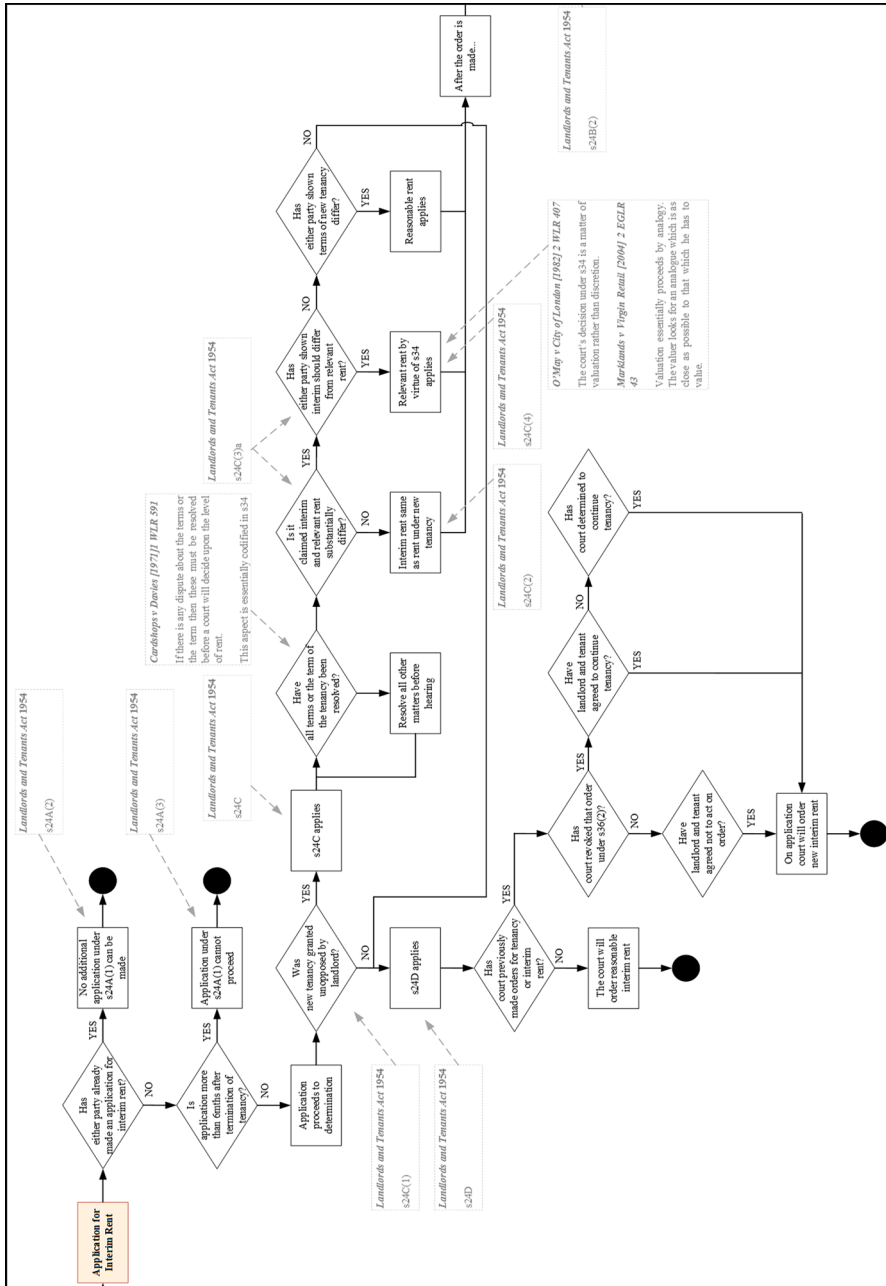 Application for
Interim Rent
Has
either party already
made an application for
interim rent?
YES
NO
No additional
application under
s24A(1) can be
made
Landlords and Tenants Act 1954
s24A(2)
Is
application more
than 6mths after
termination of
tenancy?
YES
NO
Application under
s24A(1) cannot
proceed
Landlords and Tenants Act 1954
s24A(3)
Application
proceeds to
determination
Was
new tenancy granted
unopposed by
landlord?
YES
NO
Landlords and Tenants Act 1954
s24C(1)
s24C applies
Landlords and Tenants Act 1954
s24C
Have
all terms or the term of
the tenancy been
resolved?
Resolve all other
matters before
hearing
Cardshops v Davies [1971]1 WLR 591
If there is any dispute about the terms or
the term then these must be resolved
before a court will decide upon the level
of rent.
This aspect is essentially codified in s34
Is it
claimed interim
and relevant rent
substantially
differ?
YES
NO
Interim rent same
as rent under new
tenancy
Landlords and Tenants Act 1954
s24C(2)
Landlords and Tenants Act 1954
s24C(3)a
Has
either party shown
interim should differ
from relevant
rent?
NO
YES
Relevant rent by
virtue of s34
applies
Landlords and Tenants Act 1954
s24C(4)
O'May v City of London [1982] 2 WLR 407
The court's decision under s34 is a matter of
valuation rather than discretion.
Marklands v Virgin Retail [2004] 2 EGLR
43
Valuation essentially proceeds by analogy.
The valuer looks for an analogue which is as
close as possible to that which he has to
value.
Has
either party shown
terms of new tenancy
differ?
NO
YES
Reasonable rent
applies
After the order is
made...
Landlords and Tenants Act 1954
s24B(2)
s24D applies
Landlords and Tenants Act 1954
s24D
Has
court previously
made orders for tenancy
or interim
rent?
YES
NO
The court will
order reasonable
interim rent
Has
court revoked that order
under s36(2)?
YES
NO
Have
landlord and tenant
agreed not to act on
order?
YES
Have
landlord and tenant
agreed to continue
tenancy?
NO
YES
Has
court determined to
continue
tenancy?
YES
On application
court will order
new interim rent